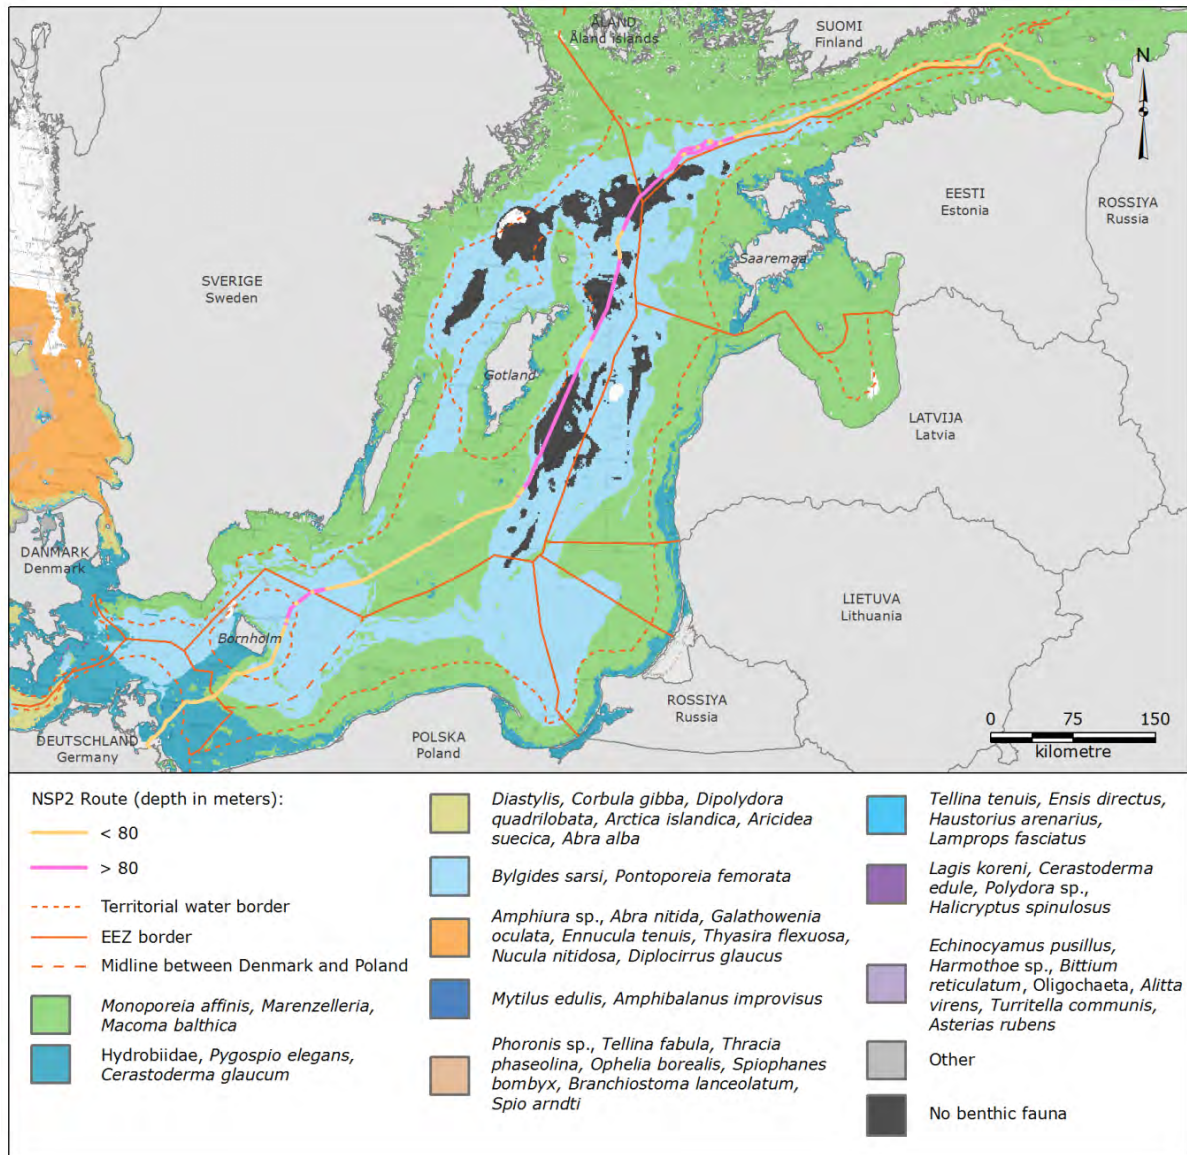 ÅLAND
Åland islands
SUOMI
Finland
N
EESTI
Estonia
ROSSIYA
Russia
SVERIGE
Sweden
Saaremaa
Gotland
LATVIJA
Latvia
DANMARK
Denmark
LIETUVA
Lithuania
Bornholm
ROSSIYA
Russia
POLSKA
Poland
DEUTSCHLAND
Germany
0 75 150
kilometre
NSP2 Route (depth in meters):
< 80
> 80
Territorial water border
EEZ border
Midline between Denmark and Poland
Monoporeia affinis, Marenzelleria,
Macoma balthica
Hydrobiidae, Pygospio elegans,
Cerastoderma glaucum
Diastylis, Corbula gibba, Dipolydora
quadrilobata, Arctica islandica, Aricidea
suecica, Abra alba
Bylgides sarsi, Pontoporeia femorata
Amphiura sp., Abra nitida, Galathowenia
oculata, Ennucula tenuis, Thyasira flexuosa,
Nucula nitidosa, Diplocirrus glaucus
Mytilus edulis, Amphibalanus improvisus
Phoronis sp., Tellina fabula, Thracia
phaseolina, Ophelia borealis, Spiophanes
bombyx, Branchiostoma lanceolatum,
Spio arndti
Tellina tenuis, Ensis directus,
Haustorius arenarius,
Lamprops fasciatus
Lagis koreni, Cerastoderma
edule, Polydora sp.,
Halicryptus spinulosus
Echinocyamus pusillus,
Harmothoe sp., Bittium
reticulatum, Oligochaeta, Alitta
virens, Turritella communis,
Asterias rubens
Other
No benthic fauna